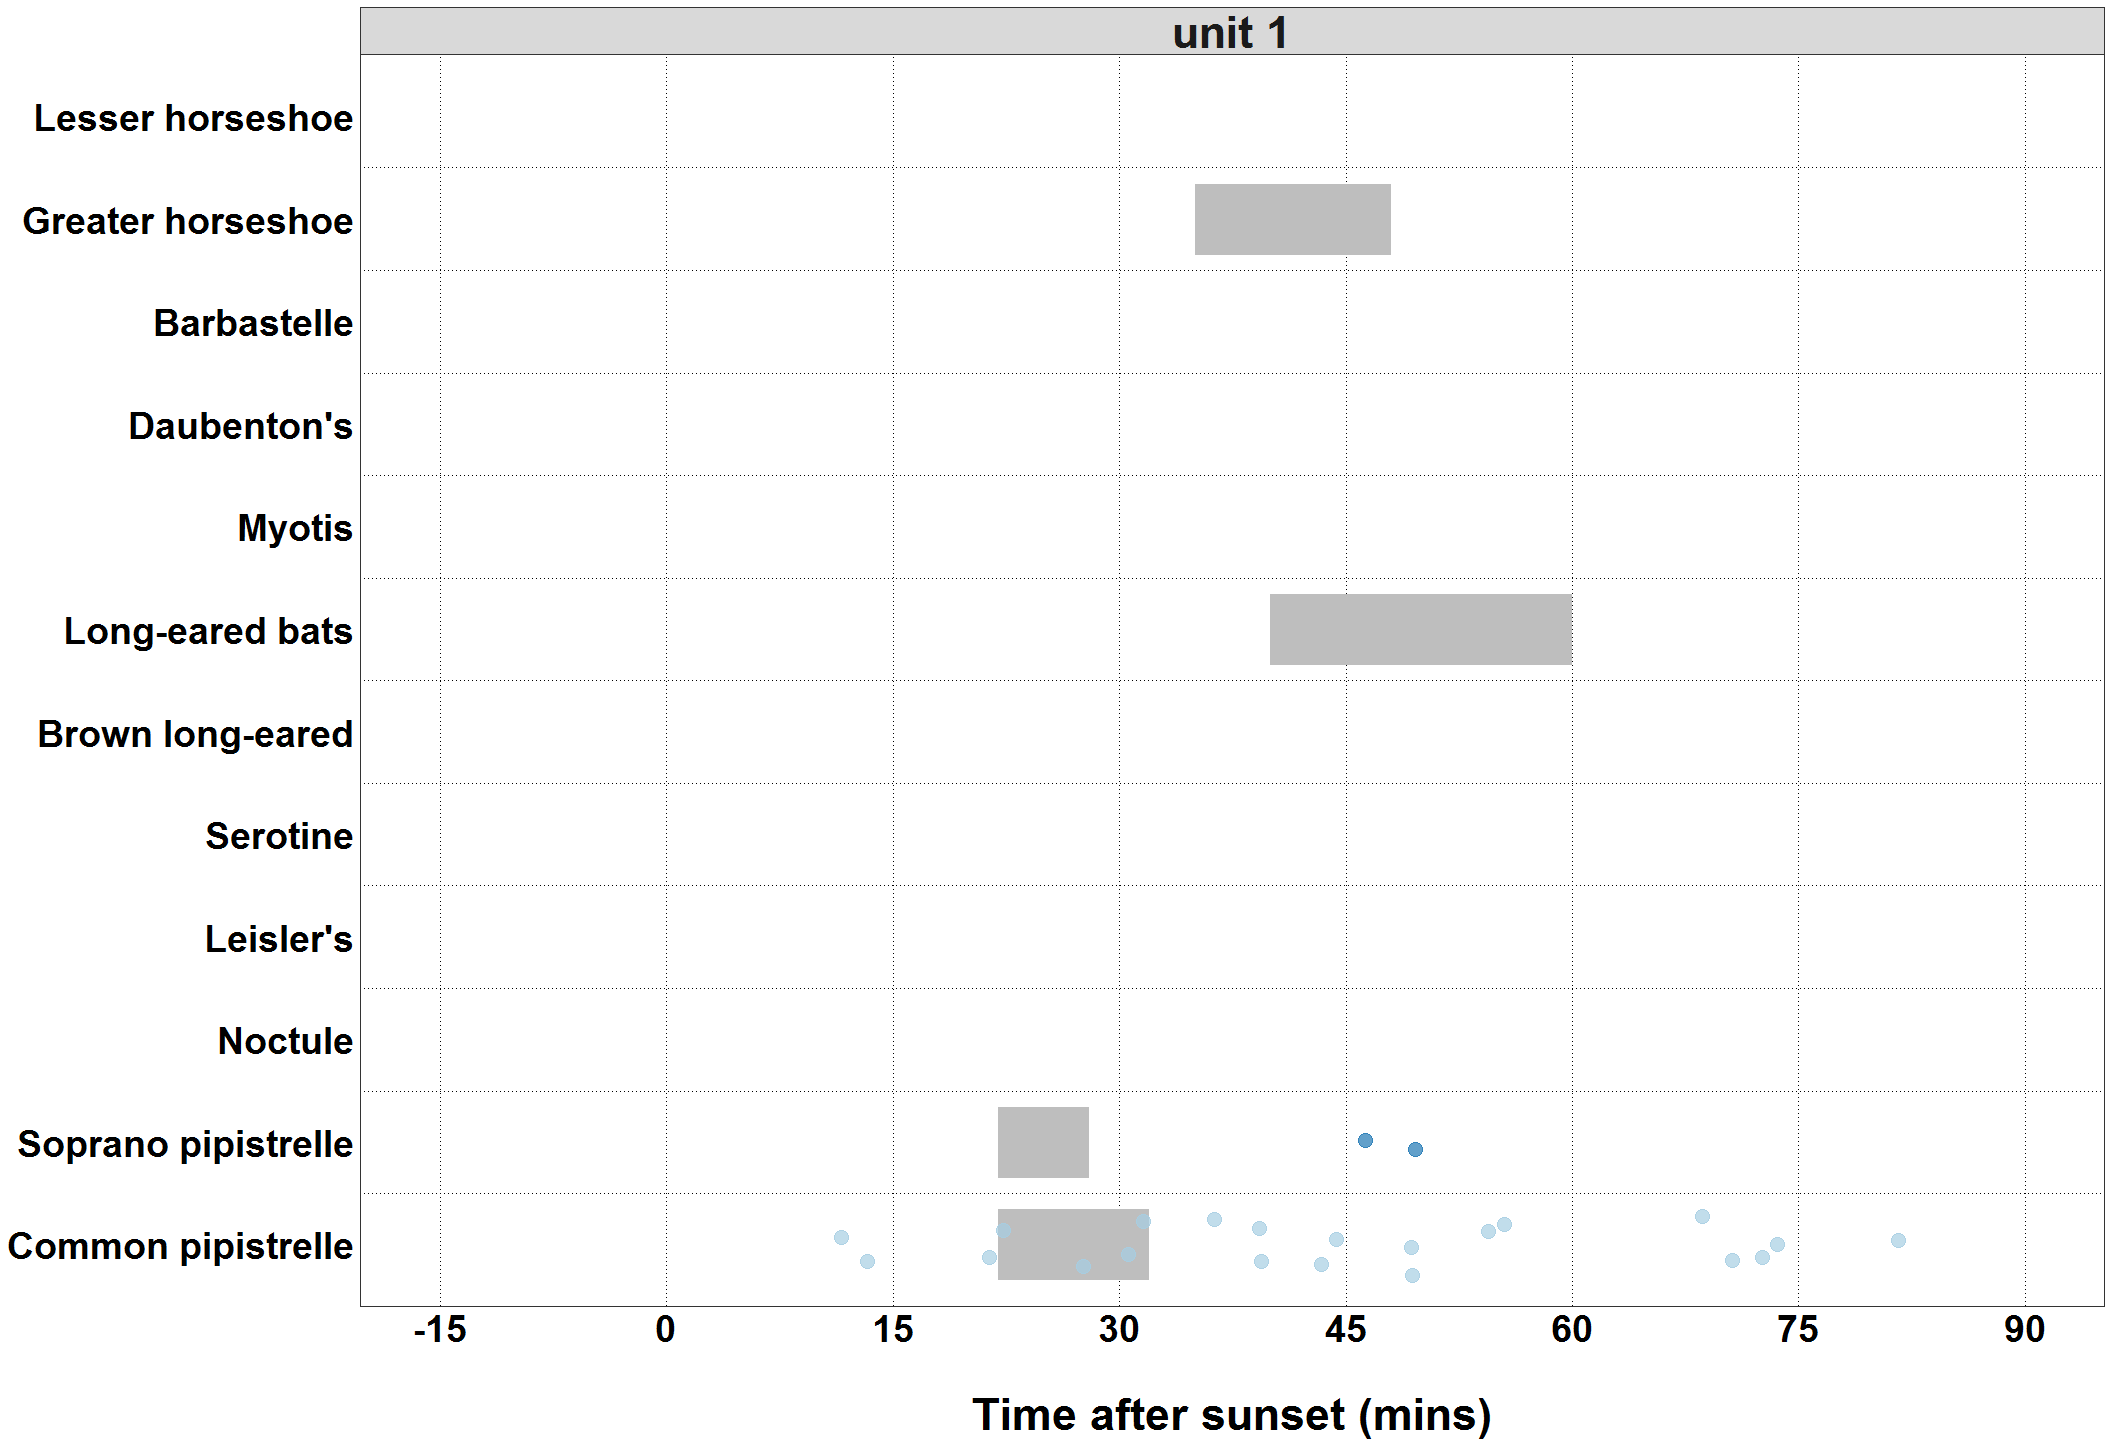 unit 1
Lesser horseshoe
Greater horseshoe
Barbastelle
Daubenton's
Myotis
Long-eared bats
Brown long-eared
Serotine
Leisler's
Noctule
Soprano pipistrelle
Common pipistrelle
-15 0 15 30 45 60 75 90
Time after sunset (mins)